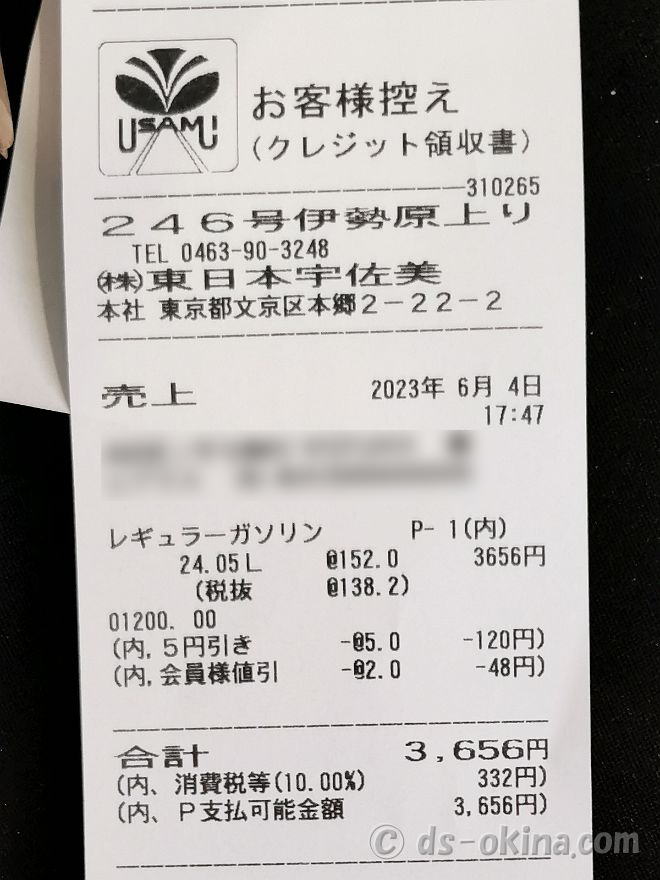 USAMI
お客様控え
(クレジット領収書)
310265
246号伊勢原上り
TEL 0463-90-3248
㈱東日本宇佐美
本社 東京都文京区本郷2-22-2
売上 2023年 6月 4日
17:47
レギュラーガソリン P- 1(内)
24.05L @152.0 3656円
(税抜 @138.2)
01200. 00
(内,5円引き -@5.0 -120円)
(内,会員様値引 -@2.0 -48円)
合計 3,656円
(内、消費税等(10.00%) 332円)
(内、P支払可能金額 3,656円)
© ds-okina.com